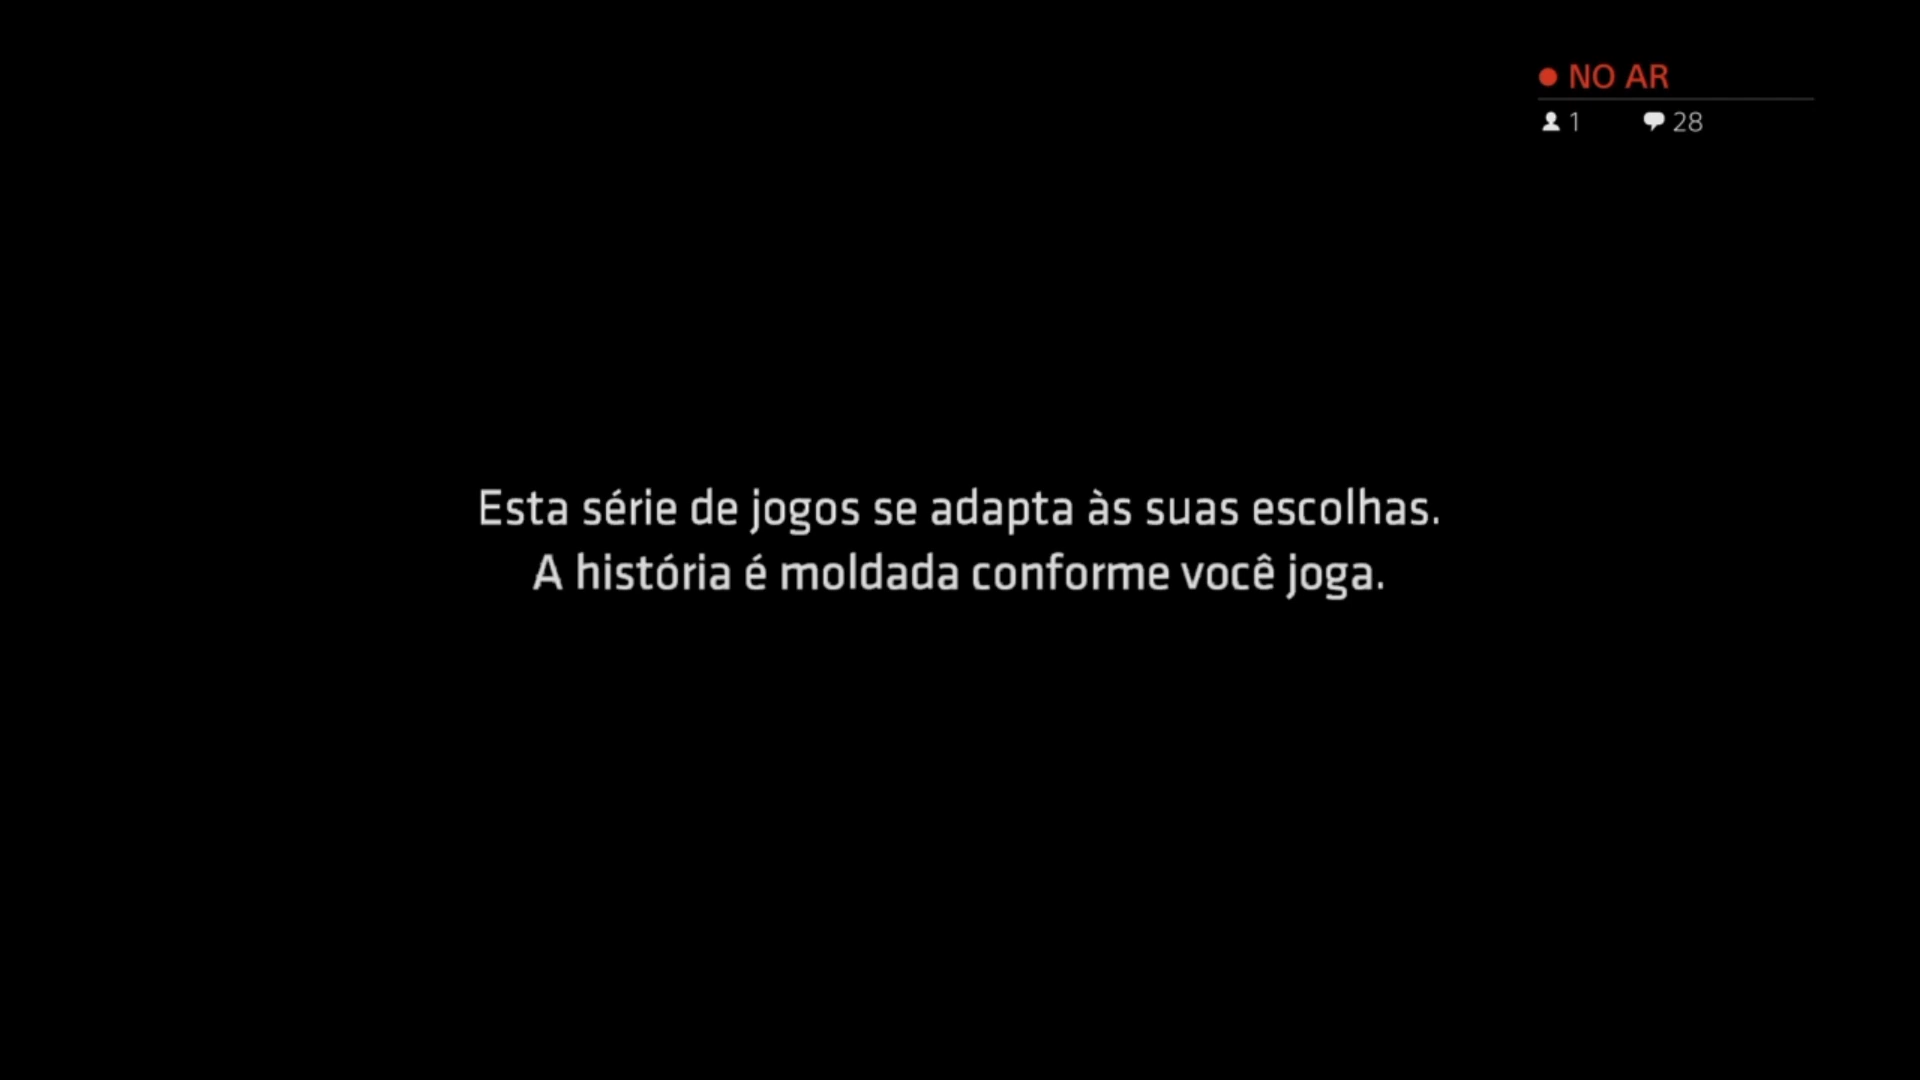 NO AR
1 28
Esta série de jogos se adapta às suas escolhas.
A história é moldada conforme você joga.